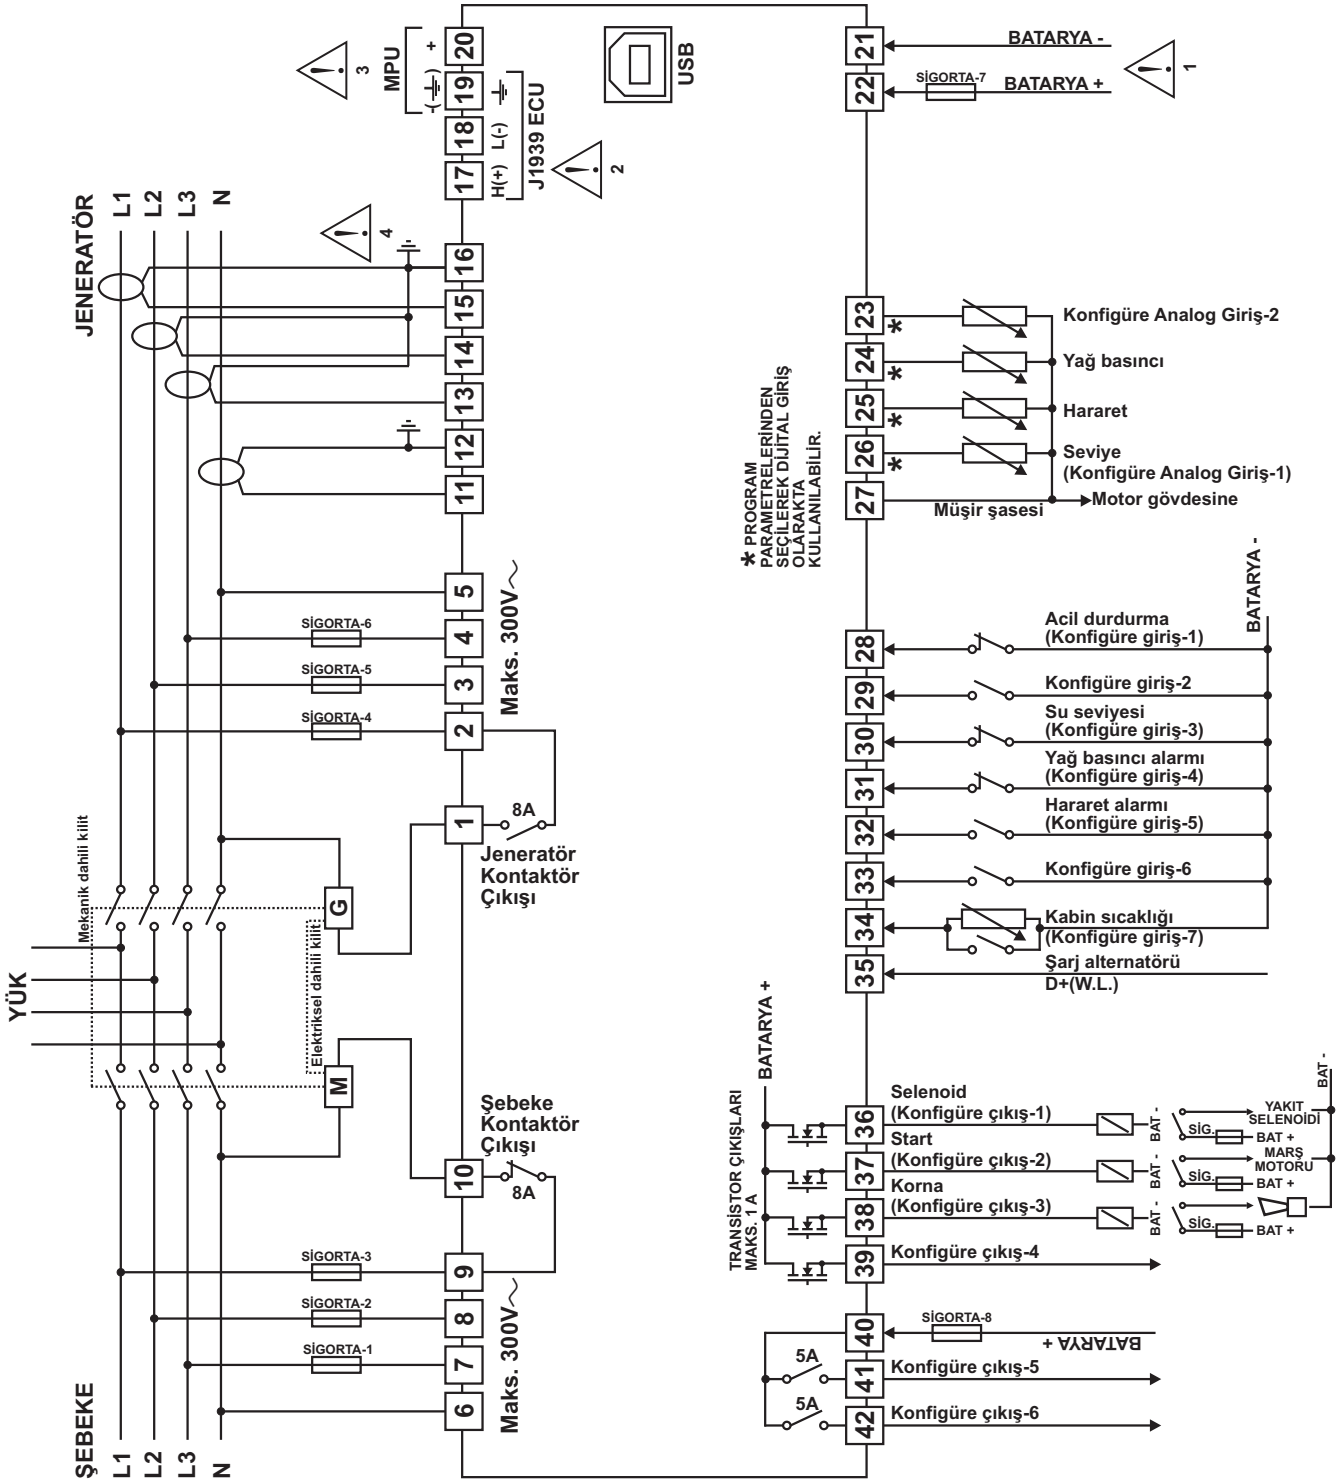 JENERATÖR
L1
L2
L3
N
4
3
MPU
-( ) +
20
19
18
17
H(+) L(-)
J1939 ECU
2
USB
16
15
14
13
12
11
5
4
3
2
1
SİGORTA-6
SİGORTA-5
SİGORTA-4
Maks. 300V
8A
Jeneratör
Kontaktör
Çıkışı
Mekanik dahili kilit
Elektriksel dahili kilit
G
M
YÜK
Şebeke
Kontaktör
Çıkışı
8A
10
9
8
7
6
SİGORTA-3
SİGORTA-2
SİGORTA-1
Maks. 300V
ŞEBEKE
L1
L2
L3
N
21
BATARYA -
22
SİGORTA-7
BATARYA +
1
23
*
Konfigüre Analog Giriş-2
24
*
Yağ basıncı
25
*
Hararet
26
*
Seviye
(Konfigüre Analog Giriş-1)
27
Müşir şasesi
Motor gövdesine
* PROGRAM
PARAMETRELERİNDEN
SEÇİLEREK DİJİTAL GİRİŞ
OLARAKTA
KULLANILABİLİR.
BATARYA -
28
Acil durdurma
(Konfigüre giriş-1)
29
Konfigüre giriş-2
30
Su seviyesi
(Konfigüre giriş-3)
31
Yağ basıncı alarmı
(Konfigüre giriş-4)
32
Hararet alarmı
(Konfigüre giriş-5)
33
Konfigüre giriş-6
34
Kabin sıcaklığı
(Konfigüre giriş-7)
35
Şarj alternatörü
D+(W.L.)
BATARYA +
TRANSİSTOR ÇIKIŞLARI
MAKS. 1 A
36
Selenoid
(Konfigüre çıkış-1)
BAT -
SİG.
YAKIT
SELENOİDİ
BAT +
BAT -
37
Start
(Konfigüre çıkış-2)
BAT -
SİG.
MARŞ
MOTORU
BAT +
38
Korna
(Konfigüre çıkış-3)
BAT -
SİG.
BAT +
39
Konfigüre çıkış-4
40
SİGORTA-8
BATARYA +
5A
41
Konfigüre çıkış-5
5A
42
Konfigüre çıkış-6